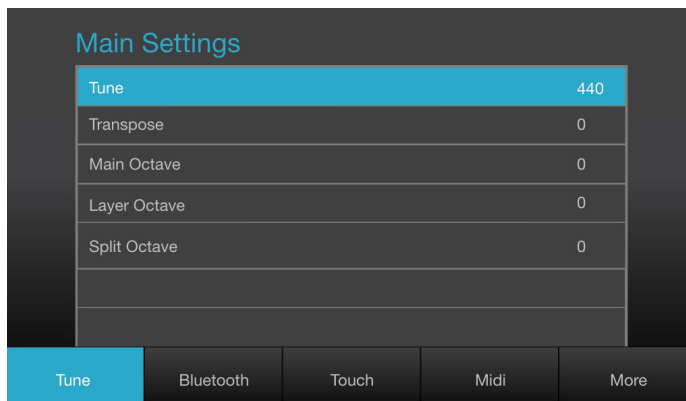 Main Settings
Tune 440
Transpose 0
Main Octave 0
Layer Octave 0
Split Octave 0
Tune Bluetooth Touch Midi More